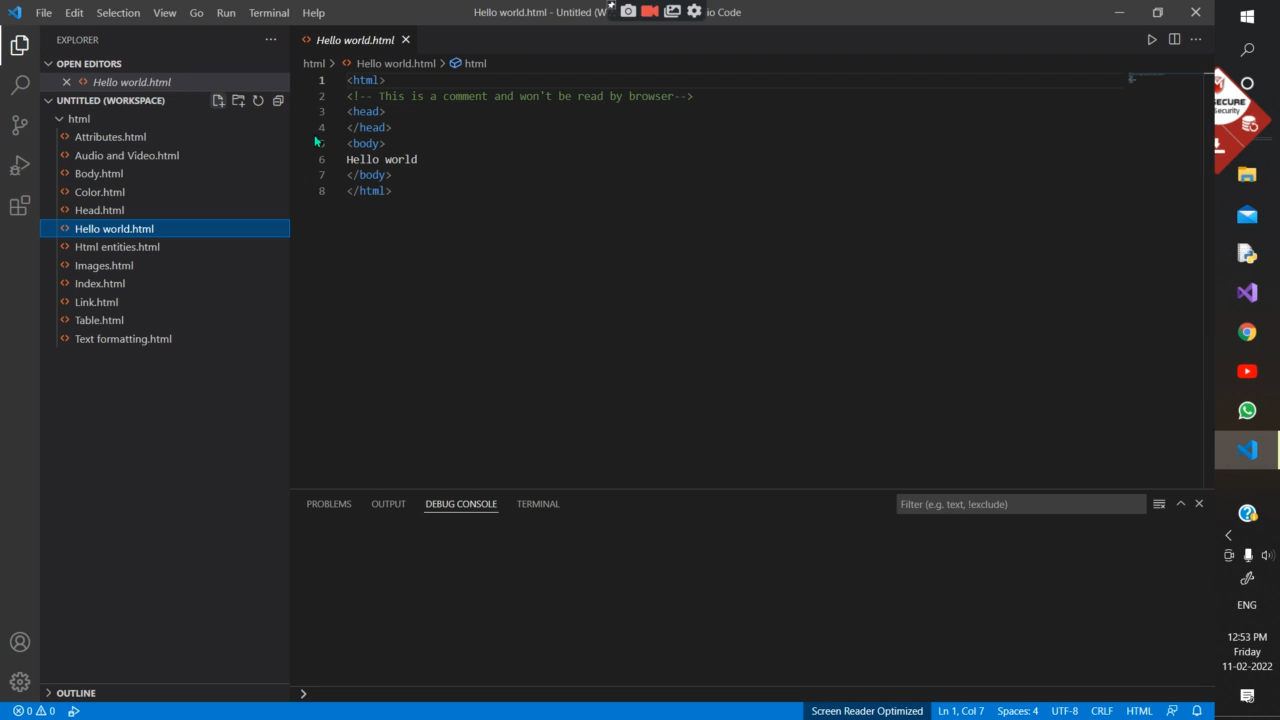 File Edit Selection View Go Run Terminal Help
Hello world.html - Untitled (W
io Code
EXPLORER
OPEN EDITORS
Hello world.html
UNTITLED (WORKSPACE)
html
Attributes.html
Audio and Video.html
Body.html
Color.html
Head.html
Hello world.html
Html entities.html
Images.html
Index.html
Link.html
Table.html
Text formatting.html
OUTLINE
Hello world.html
html > Hello world.html > html
1 <html>
2 <!-- This is a comment and won't be read by browser-->
3 <head>
4 </head>
5 <body>
6 Hello world
7 </body>
8 </html>
PROBLEMS OUTPUT DEBUG CONSOLE TERMINAL
Filter (e.g. text, !exclude)
0 0
Screen Reader Optimized Ln 1, Col 7 Spaces: 4 UTF-8 CRLF HTML
ECURE
Security
ENG
12:53 PM
Friday
11-02-2022